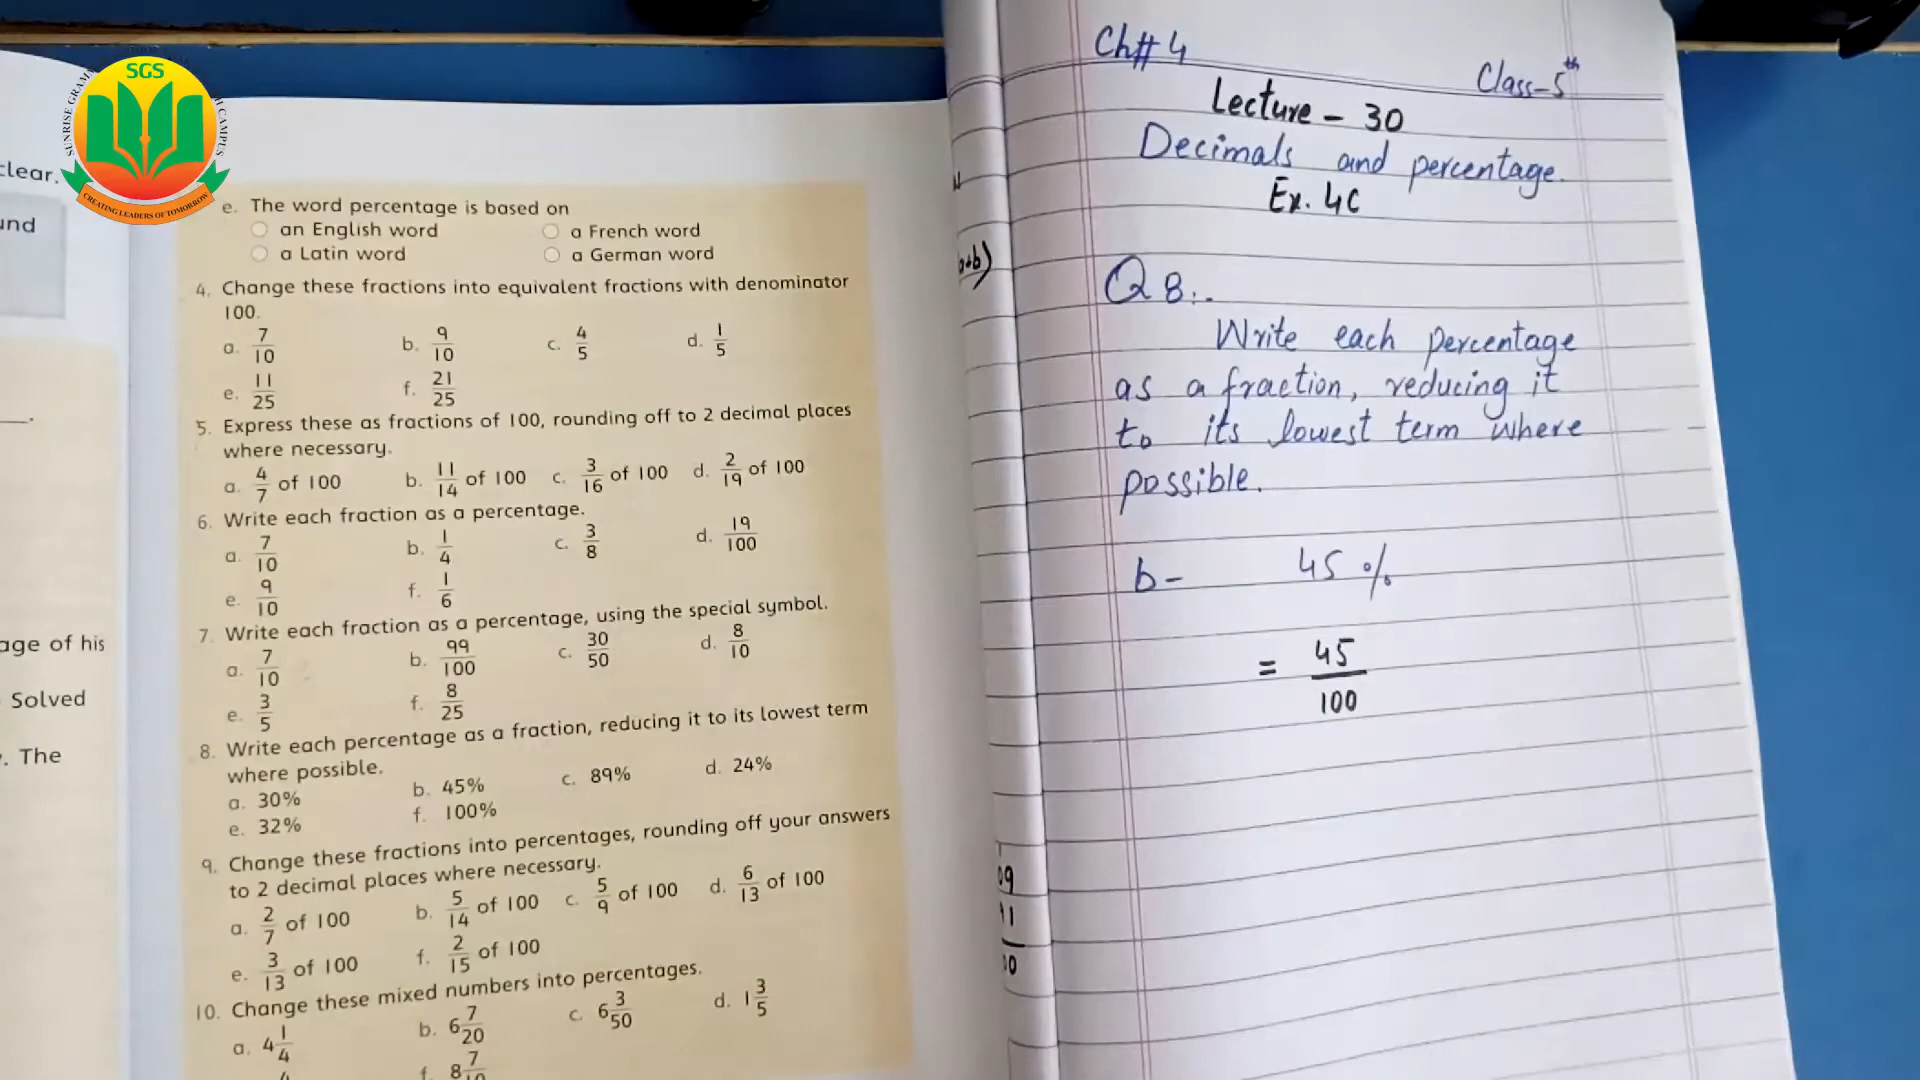 SGS
CREATING LEADERS OF TOMORROW
clear.
und
age of his
Solved
. The
e. The word percentage is based on
an English word a French word
a Latin word a German word
4. Change these fractions into equivalent fractions with denominator
100.
a. 7/10 b. 9/10 c. 4/5 d. 1/5
e. 11/25 f. 21/25
5. Express these as fractions of 100, rounding off to 2 decimal places
where necessary.
a. 4/7 of 100 b. 11/14 of 100 c. 3/16 of 100 d. 2/19 of 100
6. Write each fraction as a percentage.
a. 7/10 b. 1/4 c. 3/8 d. 19/100
e. 9/10 f. 1/6
7. Write each fraction as a percentage, using the special symbol.
a. 7/10 b. 99/100 c. 30/50 d. 8/10
e. 3/5 f. 8/25
8. Write each percentage as a fraction, reducing it to its lowest term
where possible.
a. 30% b. 45% c. 89% d. 24%
e. 32% f. 100%
9. Change these fractions into percentages, rounding off your answers
to 2 decimal places where necessary.
a. 2/7 of 100 b. 5/14 of 100 c. 5/9 of 100 d. 6/13 of 100
e. 3/13 of 100 f. 2/15 of 100
10. Change these mixed numbers into percentages.
a. 4 1/4 b. 6 7/20 c. 6 3/50 d. 1 3/5
Ch# 4
Class-5th
Lecture - 30
Decimals and percentage.
Ex. 4C
Q 8:.
Write each percentage
as a fraction, reducing it
to its lowest term where
possible.
b- 45 %
= 45/100